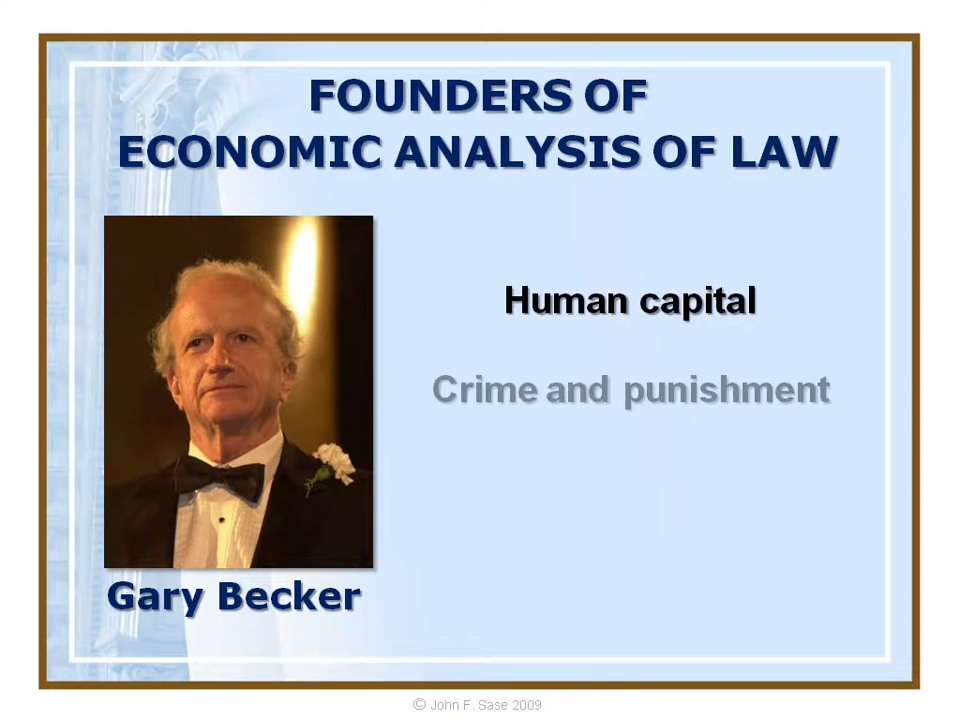 FOUNDERS OF
ECONOMIC ANALYSIS OF LAW
Human capital
Crime and punishment
Gary Becker
© John F. Sase 2009